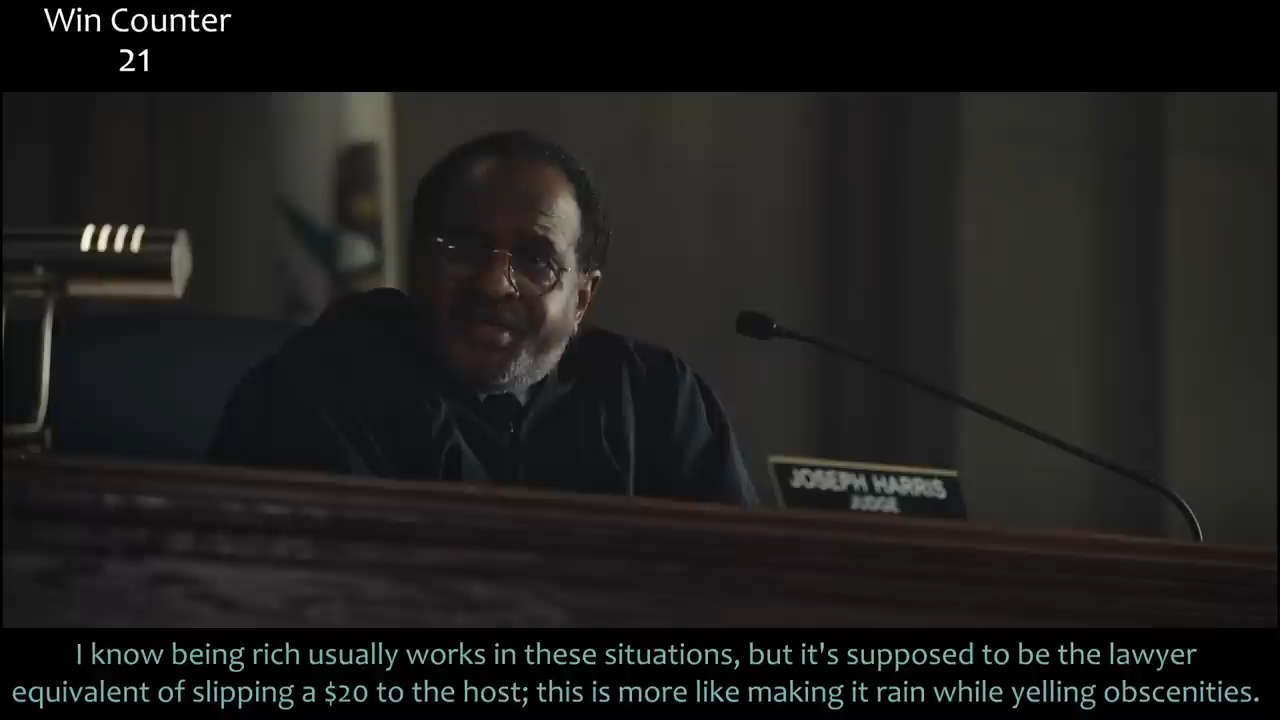 Win Counter
21
JOSEPH HARRIS
JUDGE
I know being rich usually works in these situations, but it's supposed to be the lawyer
equivalent of slipping a $20 to the host; this is more like making it rain while yelling obscenities.